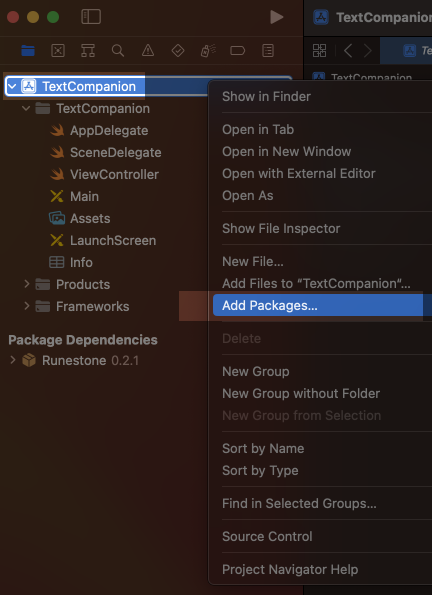 TextCompanion
Te
TextCompanion
TextCompanion
TextCompanion
AppDelegate
SceneDelegate
ViewController
Main
Assets
LaunchScreen
Info
Products
Frameworks
Package Dependencies
Runestone 0.2.1
Show in Finder
Open in Tab
Open in New Window
Open with External Editor
Open As
Show File Inspector
New File...
Add Files to “TextCompanion”...
Add Packages...
Delete
New Group
New Group without Folder
New Group from Selection
Sort by Name
Sort by Type
Find in Selected Groups...
Source Control
Project Navigator Help